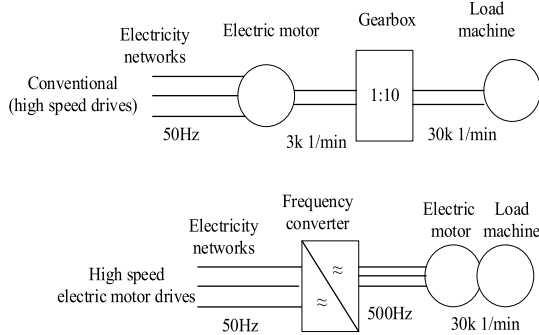 Electricity
networks
Electric motor
Gearbox
Load
machine
Conventional
(high speed drives)
1:10
50Hz
3k 1/min
30k 1/min
Frequency
converter
Electricity
networks
Electric
motor
Load
machine
High speed
electric motor drives
≈
≈
50Hz
500Hz
30k 1/min